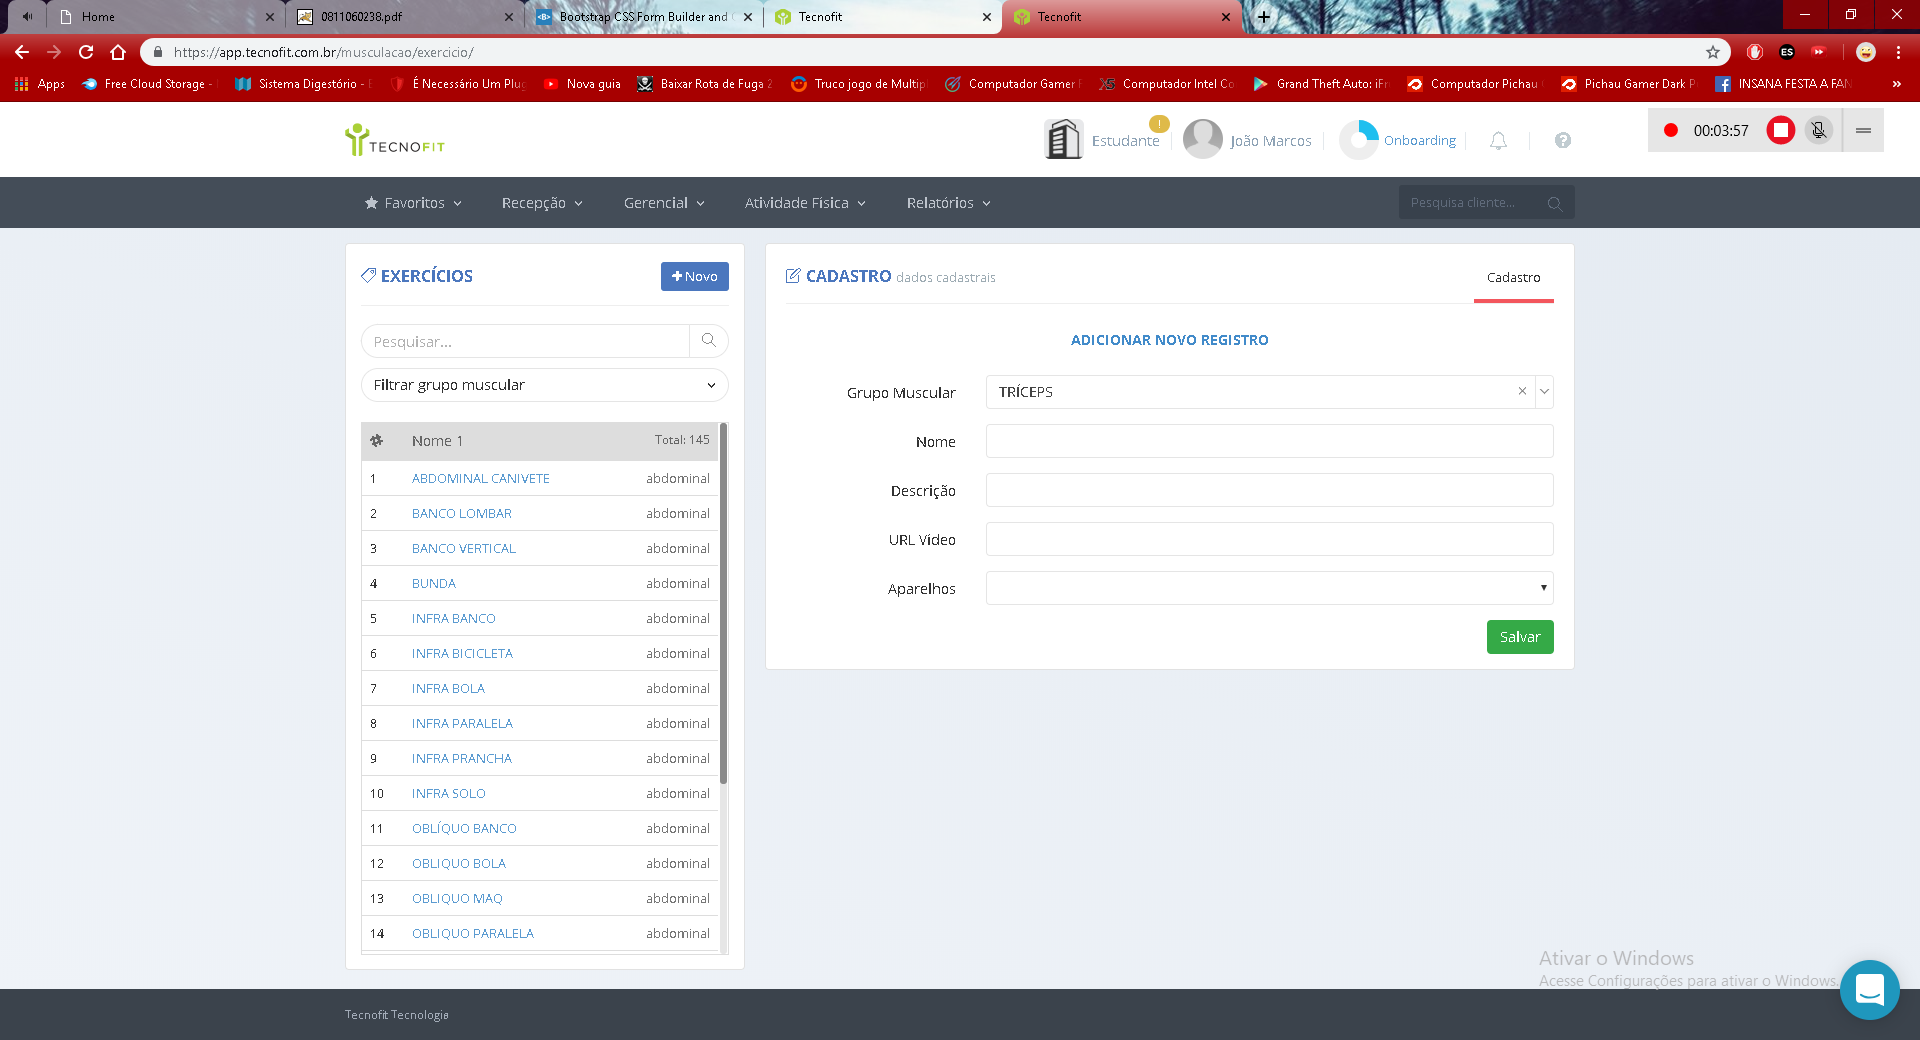 Home
0811060238.pdf
Bootstrap CSS Form Builder and
Tecnofit
Tecnofit
https://app.tecnofit.com.br/musculacao/exercicio/
ES
Apps
Free Cloud Storage -
Sistema Digestório -
É Necessário Um Plug
Nova guia
Baixar Rota de Fuga 2
Truco jogo de Multipl
Computador Gamer
Computador Intel Co
Grand Theft Auto: iFr
Computador Pichau
Pichau Gamer Dark P
INSANA FESTA A FAN
»
TECNOFIT
Estudante
!
João Marcos
Onboarding
?
00:03:57
Favoritos
Recepção
Gerencial
Atividade Física
Relatórios
Pesquisa cliente...
EXERCÍCIOS
+ Novo
Pesquisar...
Filtrar grupo muscular
Nome 1 Total: 145
1 ABDOMINAL CANIVETE abdominal
2 BANCO LOMBAR abdominal
3 BANCO VERTICAL abdominal
4 BUNDA abdominal
5 INFRA BANCO abdominal
6 INFRA BICICLETA abdominal
7 INFRA BOLA abdominal
8 INFRA PARALELA abdominal
9 INFRA PRANCHA abdominal
10 INFRA SOLO abdominal
11 OBLÍQUO BANCO abdominal
12 OBLIQUO BOLA abdominal
13 OBLIQUO MAQ abdominal
14 OBLIQUO PARALELA abdominal
CADASTRO dados cadastrais
Cadastro
ADICIONAR NOVO REGISTRO
Grupo Muscular TRÍCEPS
Nome
Descrição
URL Vídeo
Aparelhos
Salvar
Ativar o Windows
Acesse Configurações para ativar o Windows.
Tecnofit Tecnologia